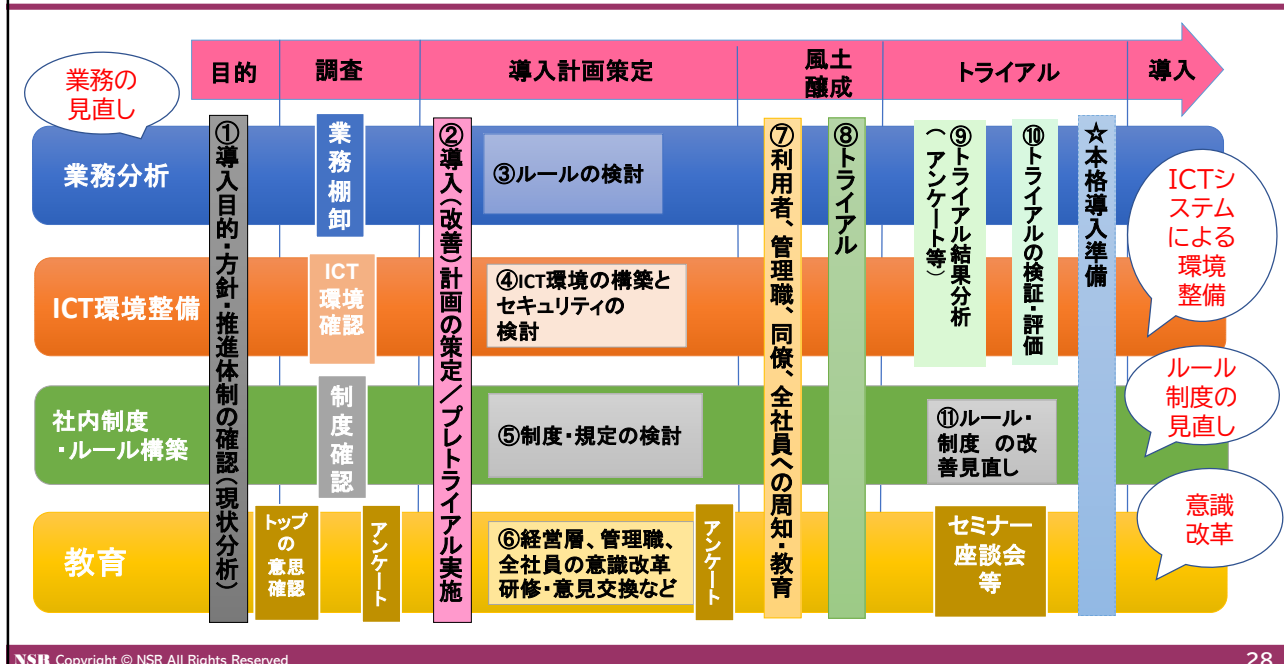 目的
調査
導入計画策定
風土
醸成
トライアル
導入
業務の
見直し
業務分析
ICT環境整備
社内制度
・ルール構築
教育
①導入目的・方針・推進体制の確認(現状分析)
業務棚卸
ICT
環境
確認
制度確認
トップ
の
意思
確認
アンケート
②導入(改善)計画の策定/プレトライアル実施
③ルールの検討
④ICT環境の構築と
セキュリティの
検討
⑤制度・規定の検討
⑥経営層、管理職、
全社員の意識改革
研修・意見交換など
アンケート
⑦利用者、管理職、同僚、全社員への周知・教育
⑧トライアル
⑨トライアル結果分析
(アンケート等)
⑩トライアルの検証・評価
⑪ルール・
制度 の改
善見直し
セミナー
座談会
等
☆本格導入準備
ICTシ
ステム
による
環境
整備
ルール
制度の
見直し
意識
改革
NSR Copyright © NSR All Rights Reserved
28